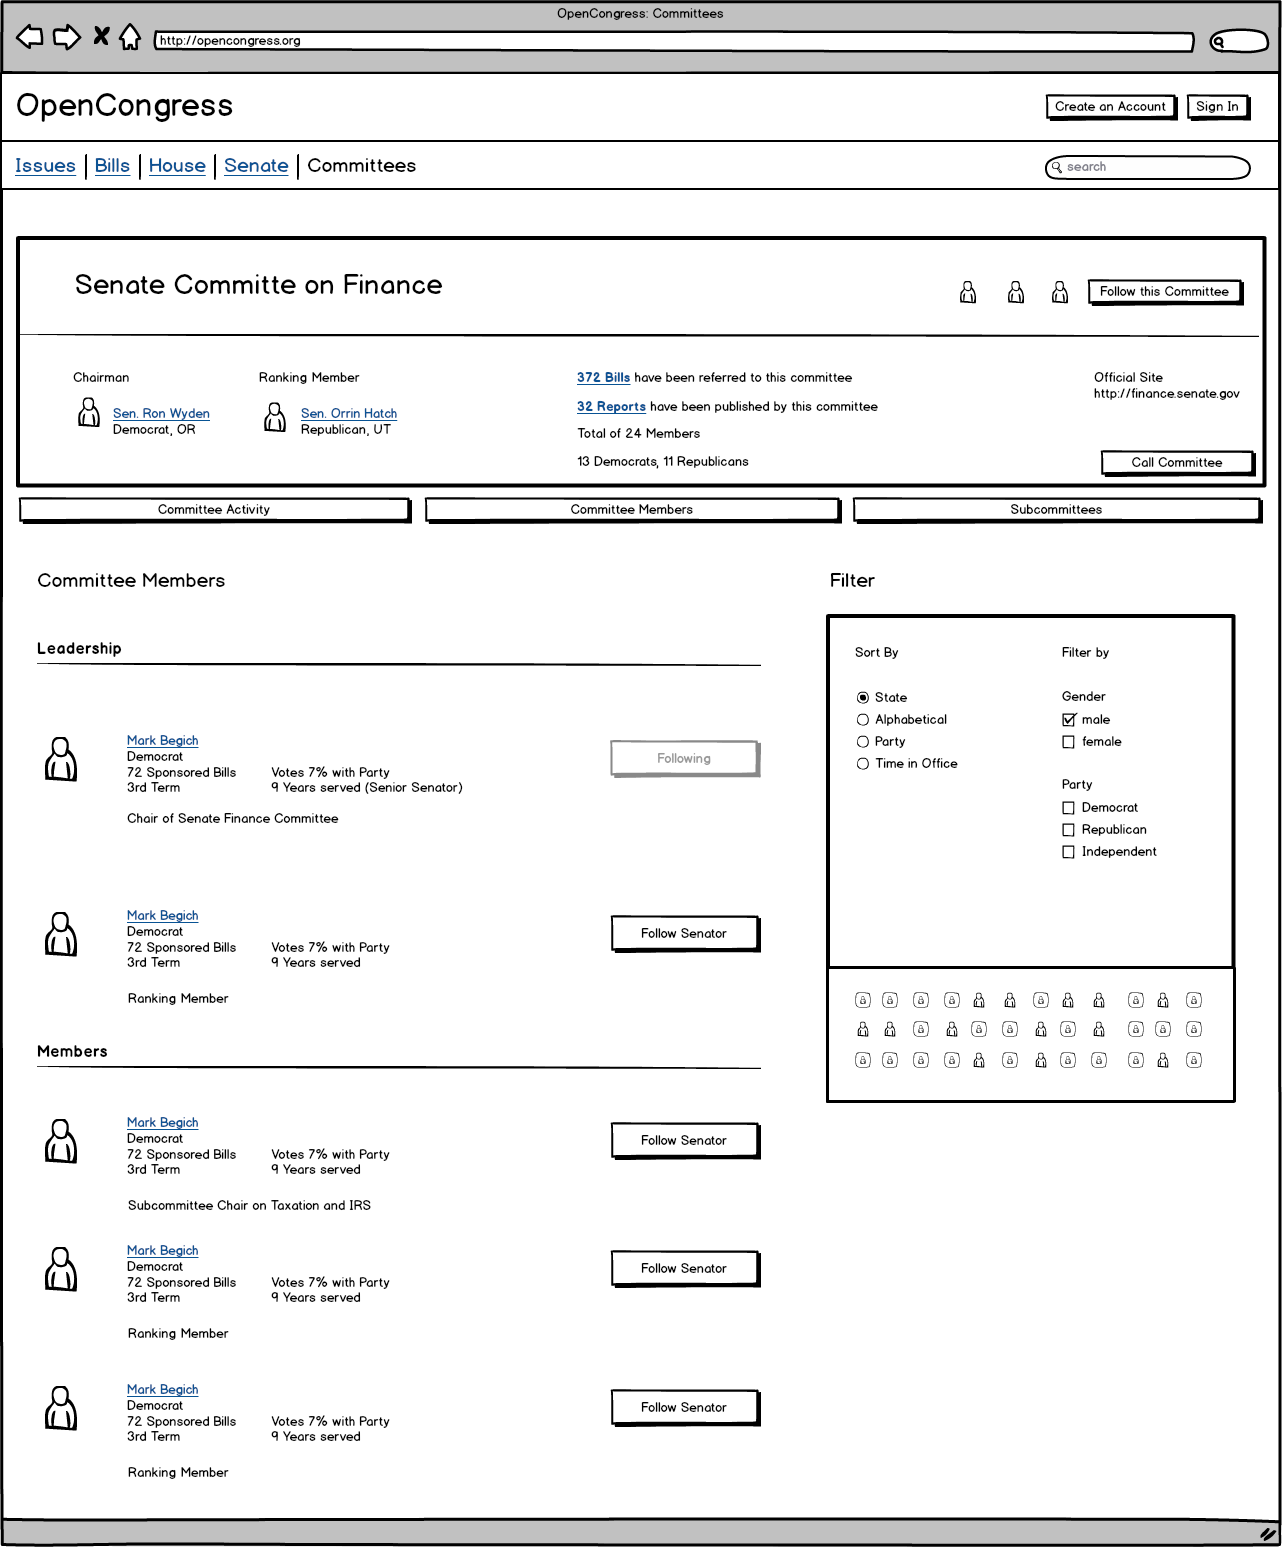 OpenCongress: Committees
http://opencongress.org
OpenCongress
Create an Account
Sign In
Issues
Bills
House
Senate
Committees
search
Senate Committe on Finance
Follow this Committee
Chairman
Sen. Ron Wyden
Democrat, OR
Ranking Member
Sen. Orrin Hatch
Republican, UT
372 Bills have been referred to this committee
32 Reports have been published by this committee
Total of 24 Members
13 Democrats, 11 Republicans
Official Site
http://finance.senate.gov
Call Committee
Committee Activity
Committee Members
Subcommittees
Committee Members
Leadership
Mark Begich
Democrat
72 Sponsored Bills
Votes 7% with Party
3rd Term
9 Years served (Senior Senator)
Chair of Senate Finance Committee
Following
Mark Begich
Democrat
72 Sponsored Bills
Votes 7% with Party
3rd Term
9 Years served
Ranking Member
Follow Senator
Members
Mark Begich
Democrat
72 Sponsored Bills
Votes 7% with Party
3rd Term
9 Years served
Subcommittee Chair on Taxation and IRS
Follow Senator
Mark Begich
Democrat
72 Sponsored Bills
Votes 7% with Party
3rd Term
9 Years served
Ranking Member
Follow Senator
Mark Begich
Democrat
72 Sponsored Bills
Votes 7% with Party
3rd Term
9 Years served
Ranking Member
Follow Senator
Filter
Sort By
State
Alphabetical
Party
Time in Office
Filter by
Gender
male
female
Party
Democrat
Republican
Independent